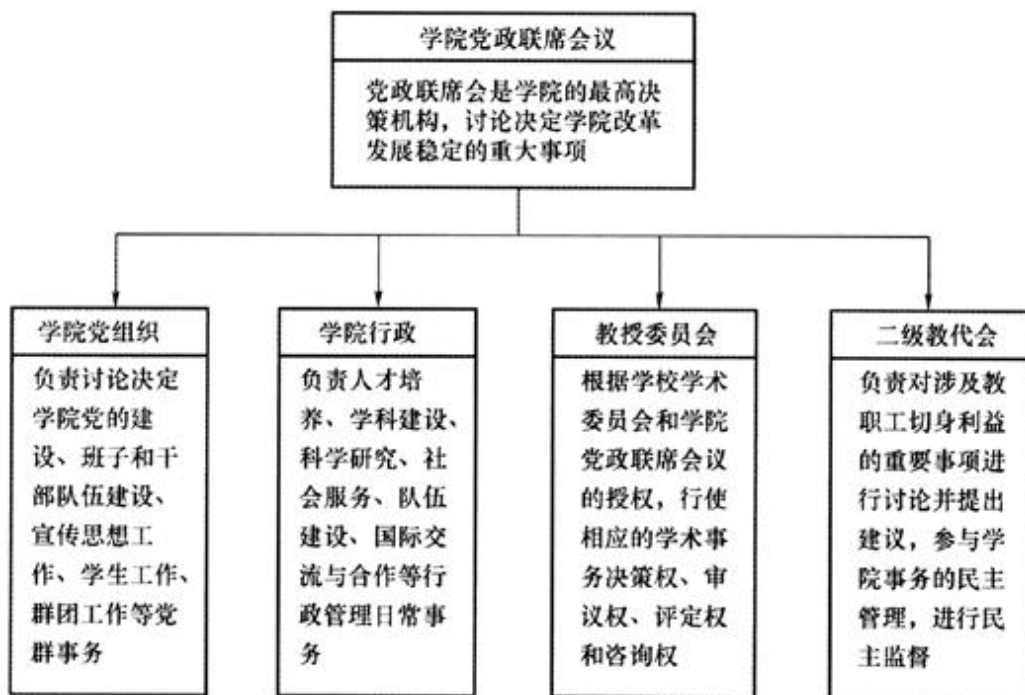 学院党政联席会议
党政联席会是学院的最高决
策机构，讨论决定学院改革
发展稳定的重大事项
学院党组织
负责讨论决定
学院党的建
设、班子和干
部队伍建设、
宣传思想工
作、学生工作、
群团工作等党
群事务
学院行政
负责人才培
养、学科建设、
科学研究、社
会服务、队伍
建设、国际交
流与合作等行
政管理日常事
务
教授委员会
根据学校学术
委员会和学院
党政联席会议
的授权，行使
相应的学术事
务决策权、审
议权、评定权
和咨询权
二级教代会
负责对涉及教
职工切身利益
的重要事项进
行讨论并提出
建议，参与学
院事务的民主
管理，进行民
主监督